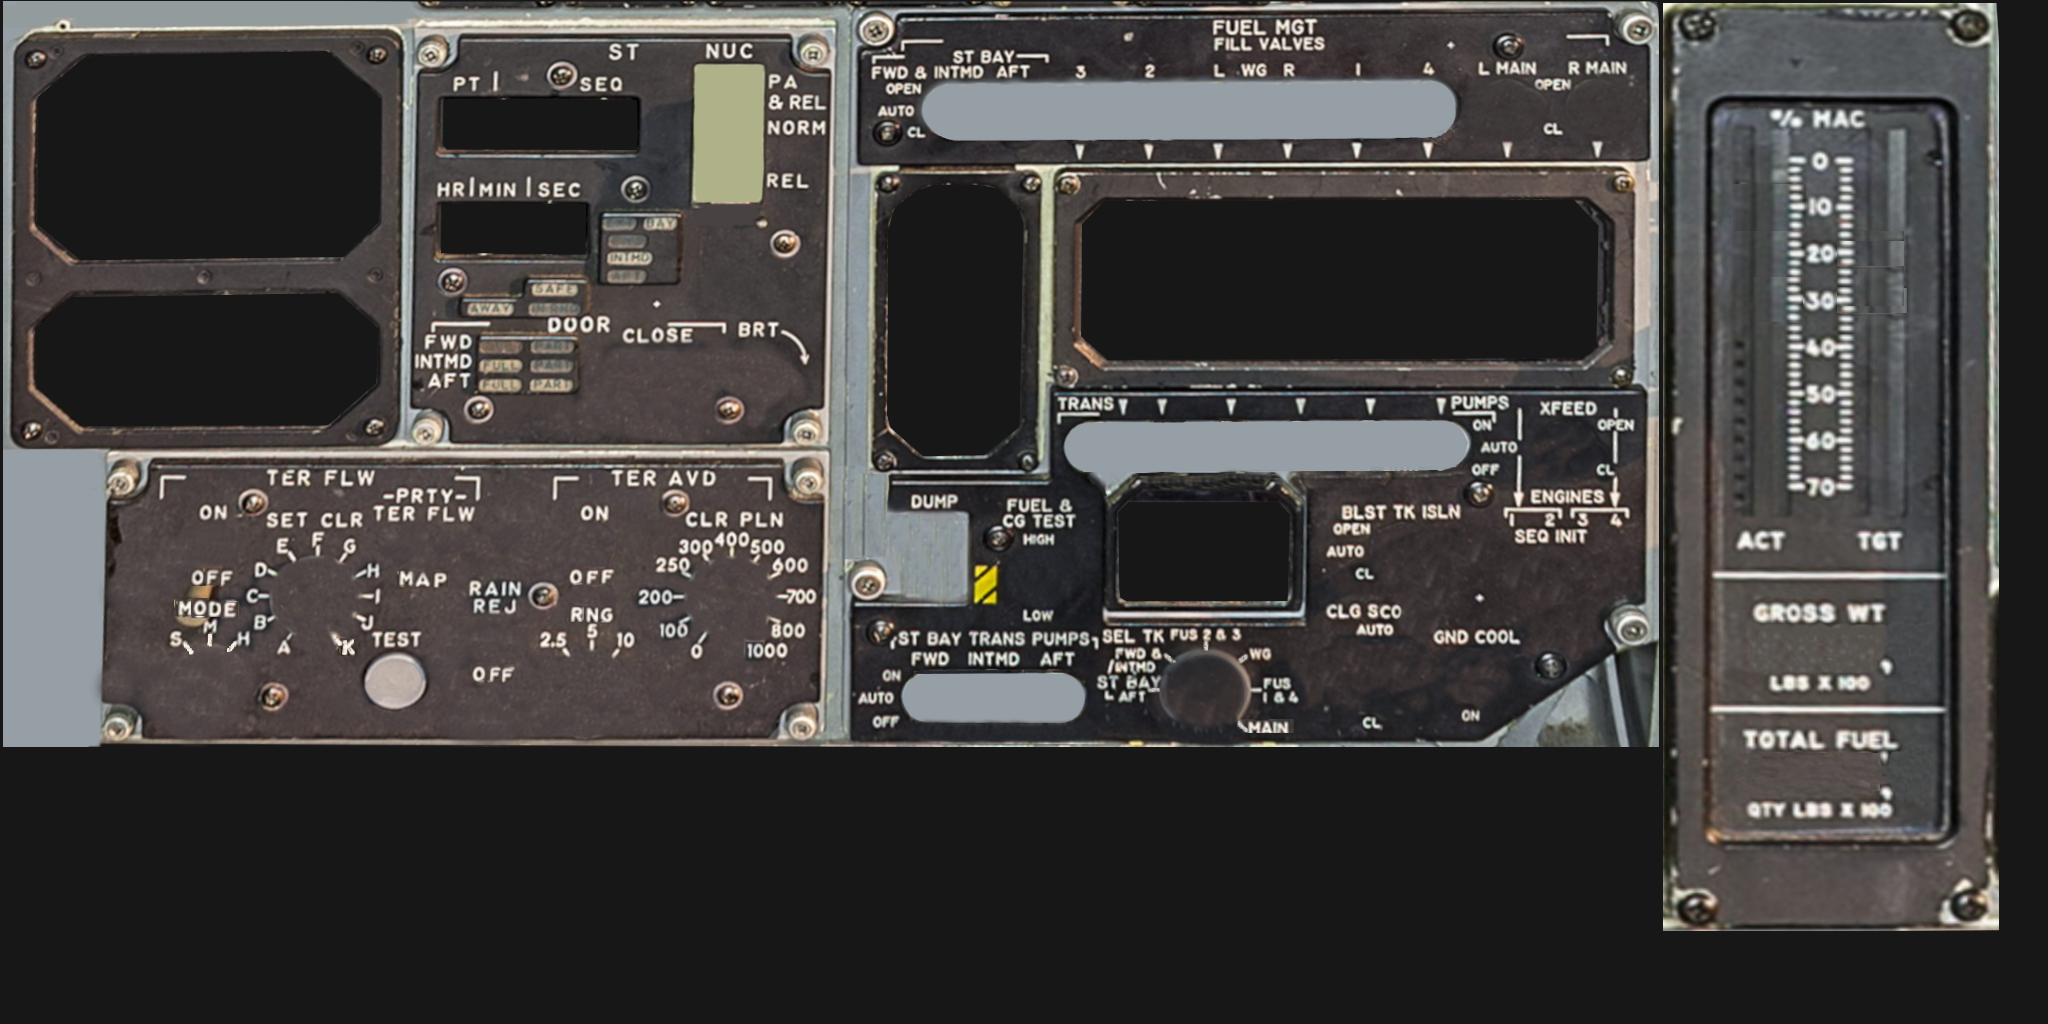 ST
NUC
PT
SEQ
PA
& REL
NORM
REL
HR MIN SEC
DAY
INTMD
AFT
SAFE
AWAY
DOOR
CLOSE
BRT
FWD
INTMD
AFT
PART
FULL PART
FULL PART
TER FLW
-PRTY-
TER FLW
ON
SET CLR
E F G
D H
C I
B J
A K
MAP
OFF
MODE
S M H
TEST
TER AVD
ON
CLR PLN
300 400 500
250 600
200 700
100 800
0 1000
RAIN
REJ
OFF
RNG
2.5 5 10
OFF
FUEL MGT
FILL VALVES
ST BAY
FWD & INTMD AFT 3 2 L WG R 1 4 L MAIN R MAIN
OPEN
AUTO
CL
OPEN
CL
TRANS
PUMPS
ON
AUTO
OFF
XFEED
OPEN
CL
ENGINES
1 2 3 4
SEQ INIT
DUMP
FUEL &
CG TEST
HIGH
LOW
BLST TK ISLN
OPEN
AUTO
CL
CLG SCO
AUTO
GND COOL
ST BAY TRANS PUMPS
FWD INTMD AFT
ON
AUTO
OFF
SEL TK FUS 2 & 3
FWD &
INTMD
ST BAY
AFT
WG
FUS
1 & 4
MAIN
CL
ON
% MAC
0
10
20
30
40
50
60
70
ACT TGT
GROSS WT
LBS X 100
TOTAL FUEL
QTY LBS X 100